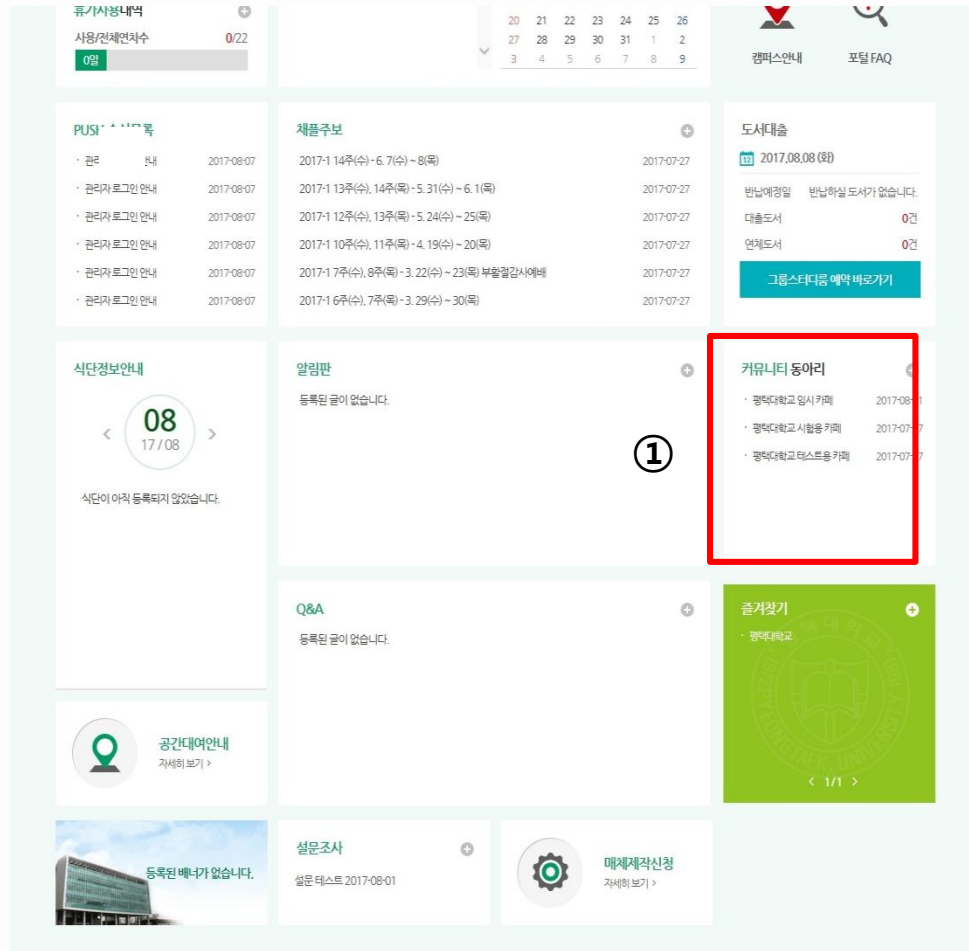 휴가사용내역
사용/전체연차수 0/22
0일
20 21 22 23 24 25 26
27 28 29 30 31 1 2
3 4 5 6 7 8 9
캠퍼스안내 포털 FAQ
PUSH
2017-08-07
· 관리자 로그인 안내 2017-08-07
· 관리자 로그인 안내 2017-08-07
· 관리자 로그인 안내 2017-08-07
· 관리자 로그인 안내 2017-08-07
· 관리자 로그인 안내 2017-08-07
채플주보
2017-1 14주(수) - 6. 7(수) ~ 8(목) 2017-07-27
2017-1 13주(수), 14주(목) - 5. 31(수) ~ 6. 1(목) 2017-07-27
2017-1 12주(수), 13주(목) - 5. 24(수) ~ 25(목) 2017-07-27
2017-1 10주(수), 11주(목) - 4. 19(수) ~ 20(목) 2017-07-27
2017-1 7주(수), 8주(목) - 3. 22(수) ~ 23(목) 부활절감사예배 2017-07-27
2017-1 6주(수), 7주(목) - 3. 29(수) ~ 30(목) 2017-07-27
도서대출
12 2017.08.08 (화)
반납예정일 반납하실 도서가 없습니다.
대출도서 0건
연체도서 0건
그룹스터디룸 예약 바로가기
식단정보안내
08
17 / 08
식단이 아직 등록되지 않았습니다.
알림판
등록된 글이 없습니다.
①
커뮤니티 동아리
· 평택대학교 임시 카페 2017-08-01
· 평택대학교 시험용 카페 2017-07-
· 평택대학교 테스트용 카페 2017-07-
Q&A
등록된 글이 없습니다.
즐겨찾기
· 평택대학교
< 1/1 >
공간대여안내
자세히 보기 >
등록된 배너가 없습니다.
설문조사
설문 테스트 2017-08-01
매체제작신청
자세히 보기 >